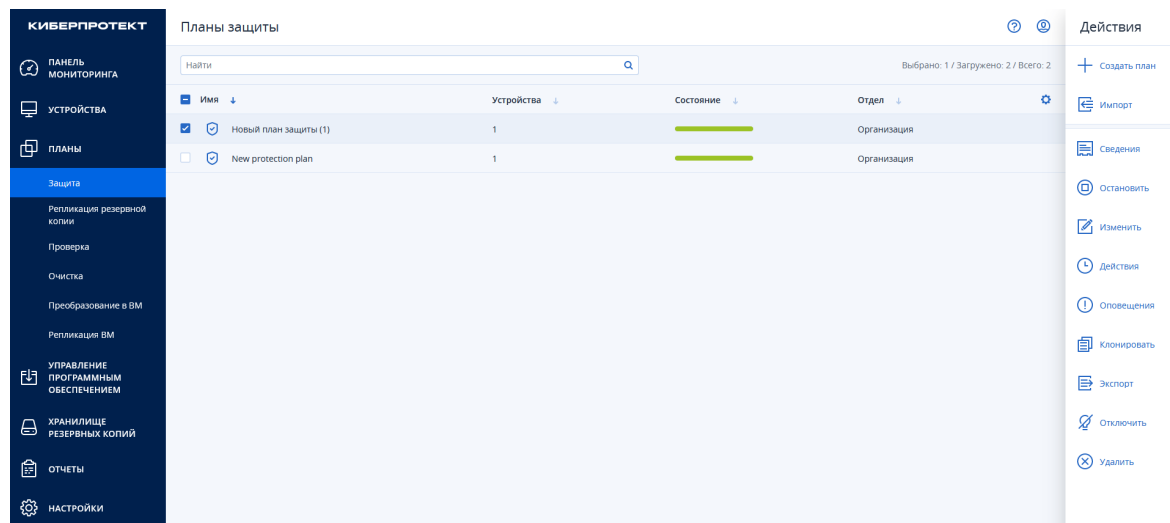 КИБЕРПРОТЕКТ
ПАНЕЛЬ
МОНИТОРИНГА
УСТРОЙСТВА
ПЛАНЫ
Защита
Репликация резервной
копии
Проверка
Очистка
Преобразование в ВМ
Репликация ВМ
УПРАВЛЕНИЕ
ПРОГРАММНЫМ
ОБЕСПЕЧЕНИЕМ
ХРАНИЛИЩЕ
РЕЗЕРВНЫХ КОПИЙ
ОТЧЕТЫ
НАСТРОЙКИ
Планы защиты
Найти
Выбрано: 1 / Загружено: 2 / Всего: 2
Имя Устройства Состояние Отдел
Новый план защиты (1) 1 Организация
New protection plan 1 Организация
Действия
Создать план
Импорт
Сведения
Остановить
Изменить
Действия
Оповещения
Клонировать
Экспорт
Отключить
Удалить